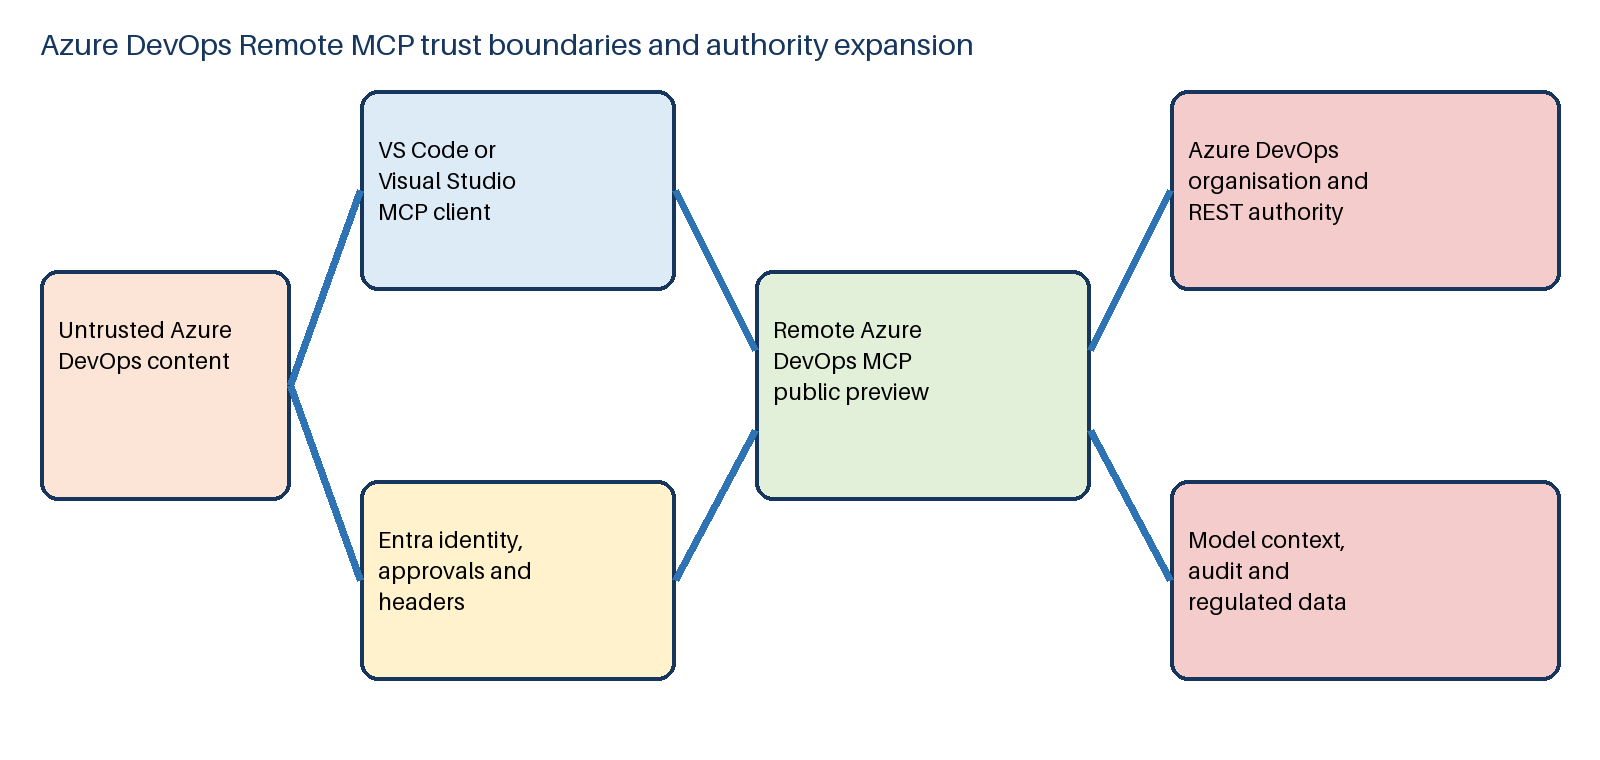 Azure DevOps Remote MCP trust boundaries and authority expansion
Untrusted Azure
DevOps content
VS Code or
Visual Studio
MCP client
Entra identity,
approvals and
headers
Remote Azure
DevOps MCP
public preview
Azure DevOps
organisation and
REST authority
Model context,
audit and
regulated data